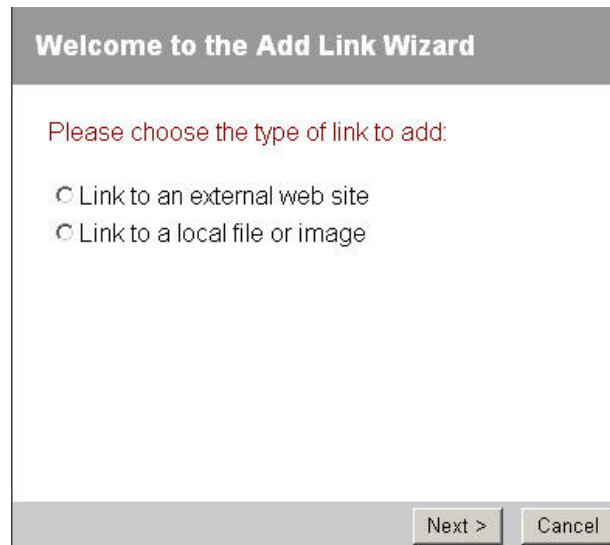 Welcome to the Add Link Wizard
Please choose the type of link to add:
Link to an external web site
Link to a local file or image
Next > Cancel